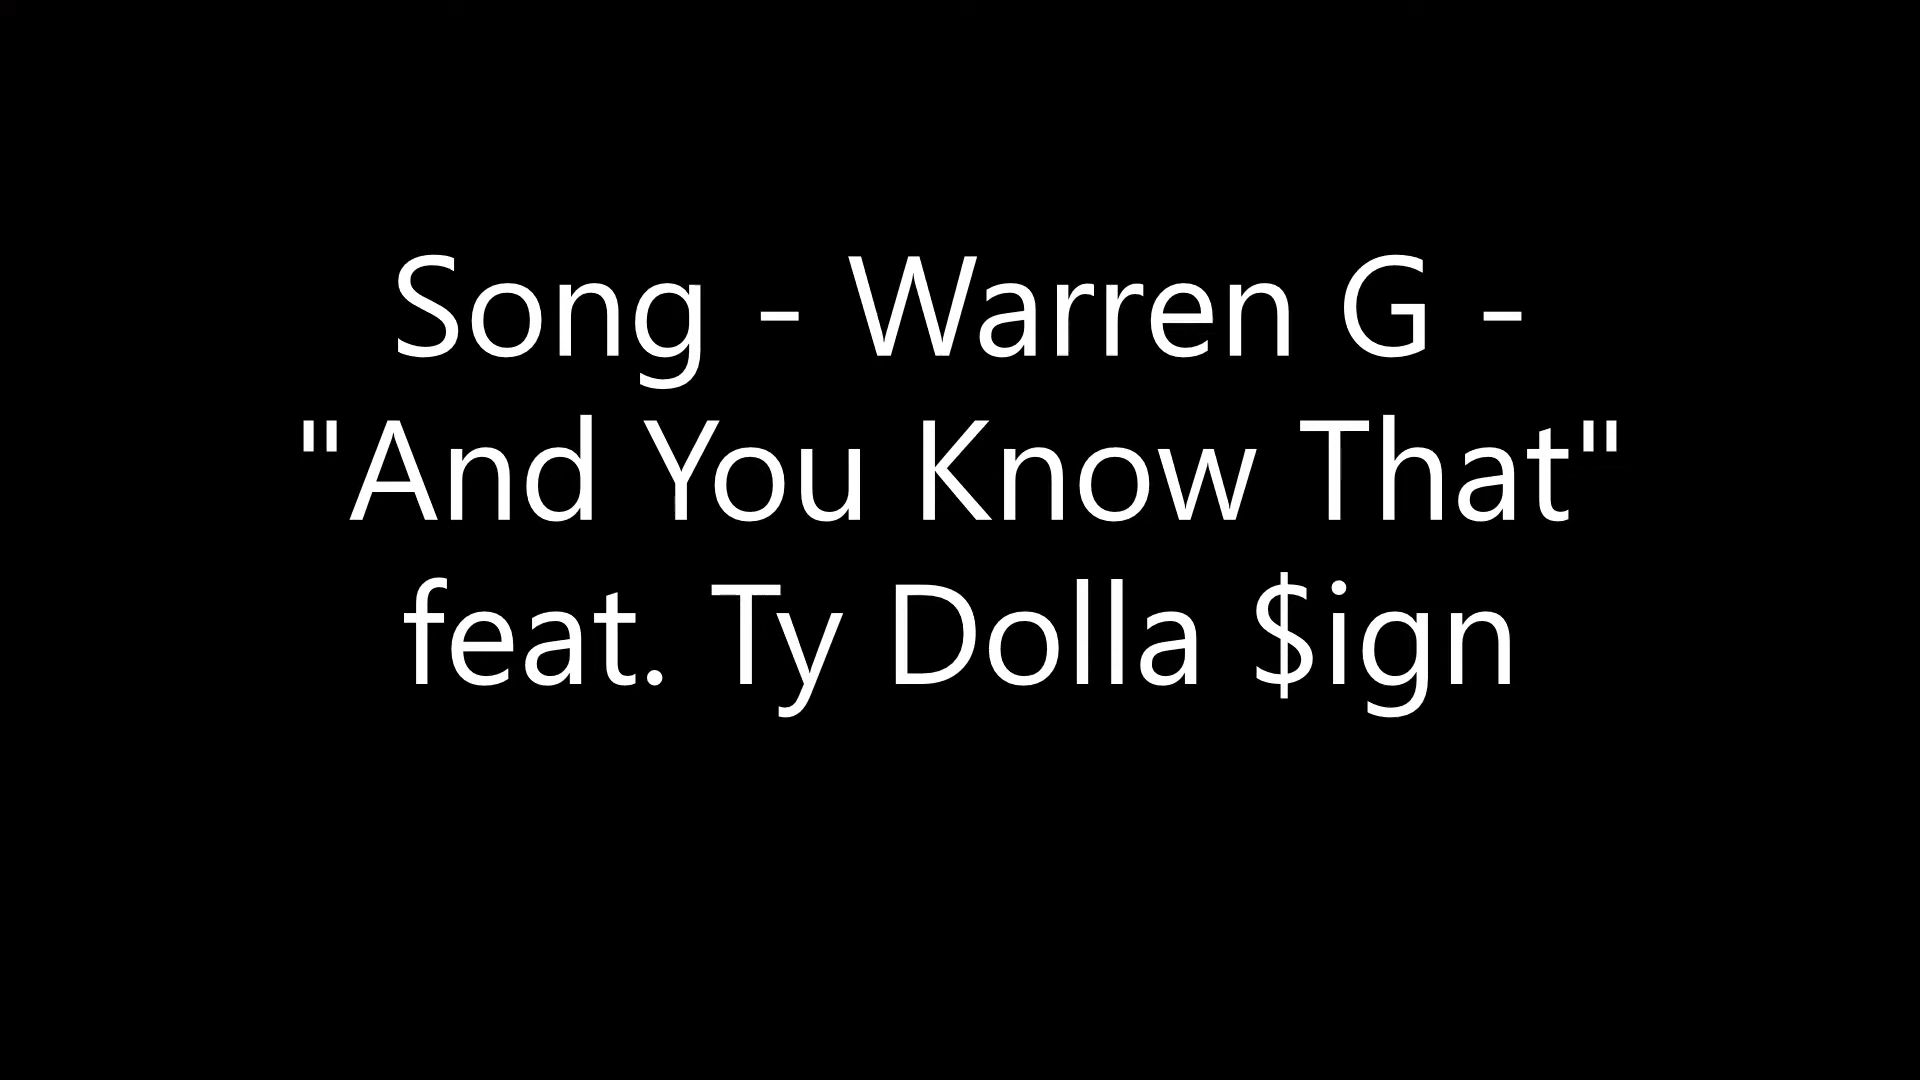 Song - Warren G -
"And You Know That"
feat. Ty Dolla $ign